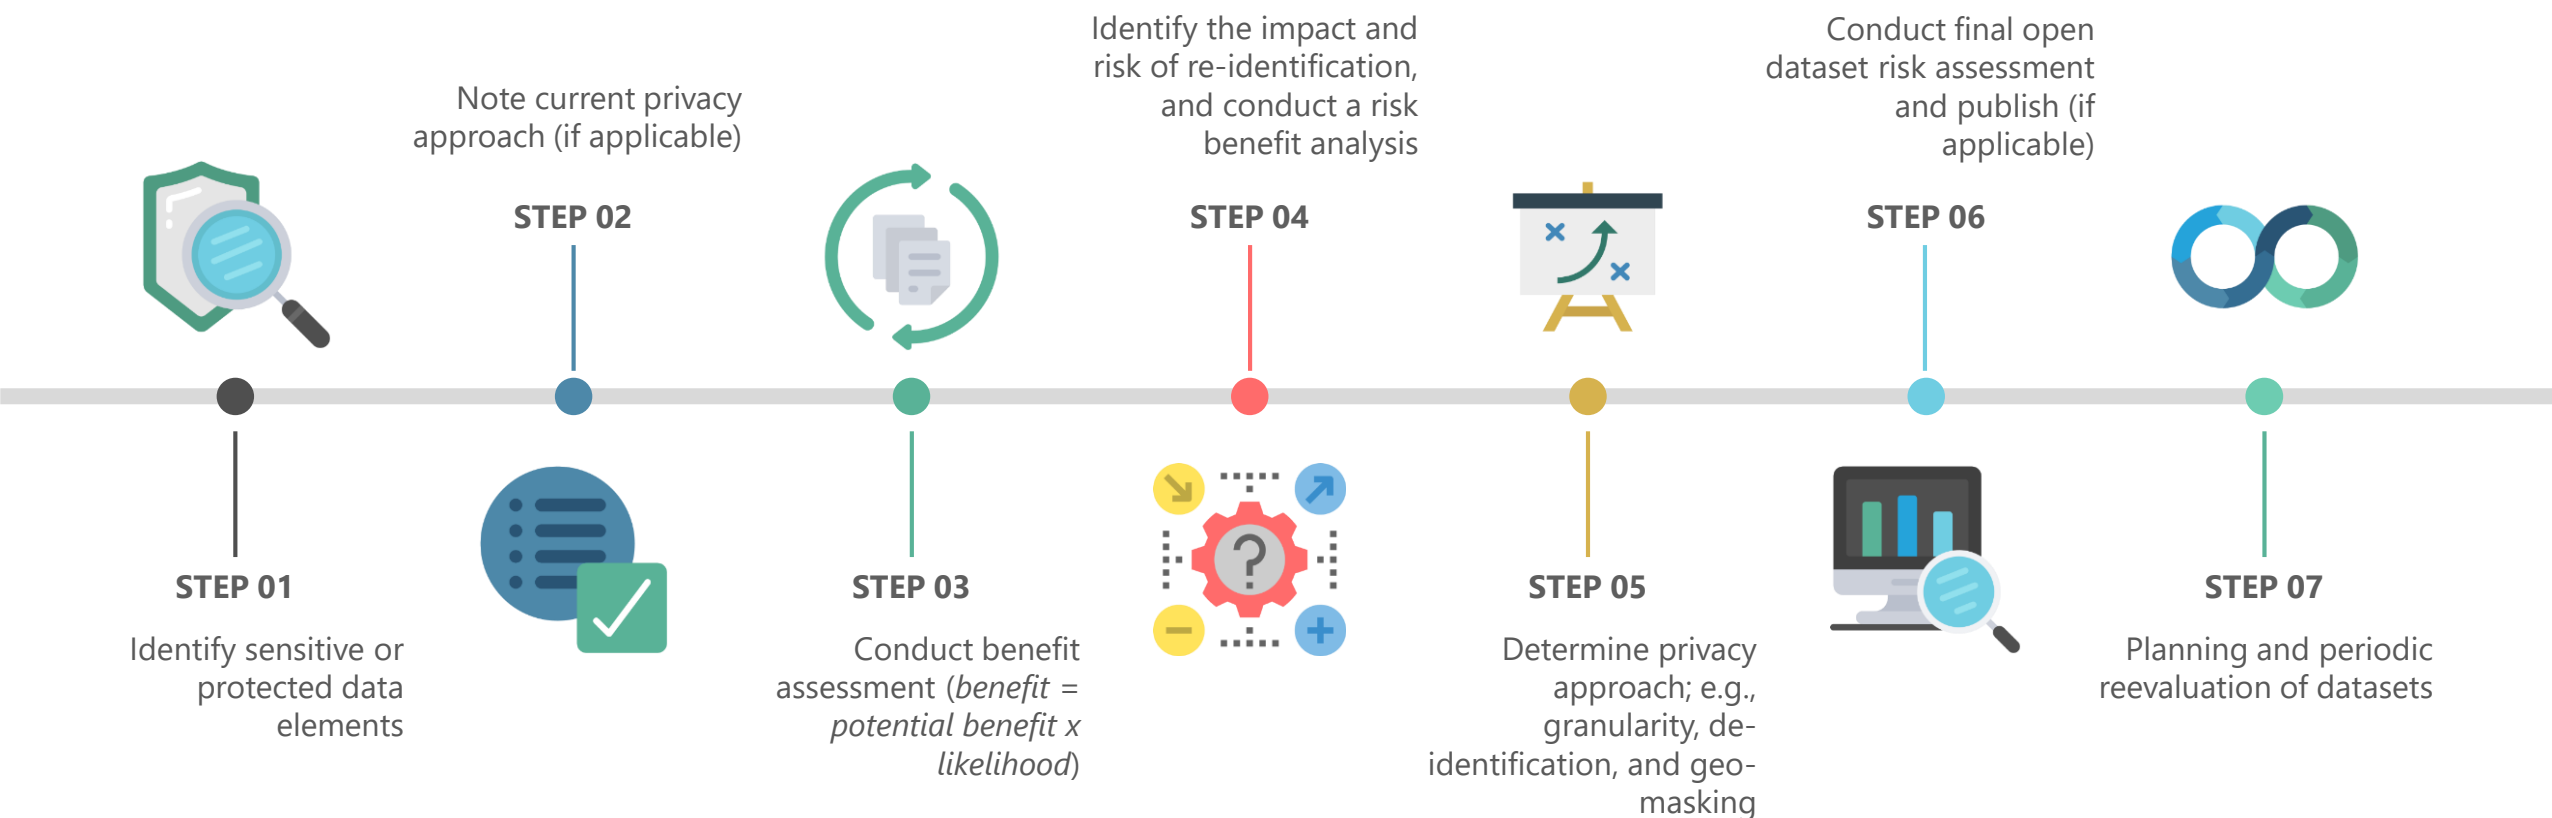 STEP 01
Identify sensitive or
protected data
elements
Note current privacy
approach (if applicable)
STEP 02
STEP 03
Conduct benefit
assessment (benefit =
potential benefit x
likelihood)
Identify the impact and
risk of re-identification,
and conduct a risk
benefit analysis
STEP 04
STEP 05
Determine privacy
approach; e.g.,
granularity, de-
identification, and geo-
masking
Conduct final open
dataset risk assessment
and publish (if
applicable)
STEP 06
STEP 07
Planning and periodic
reevaluation of datasets